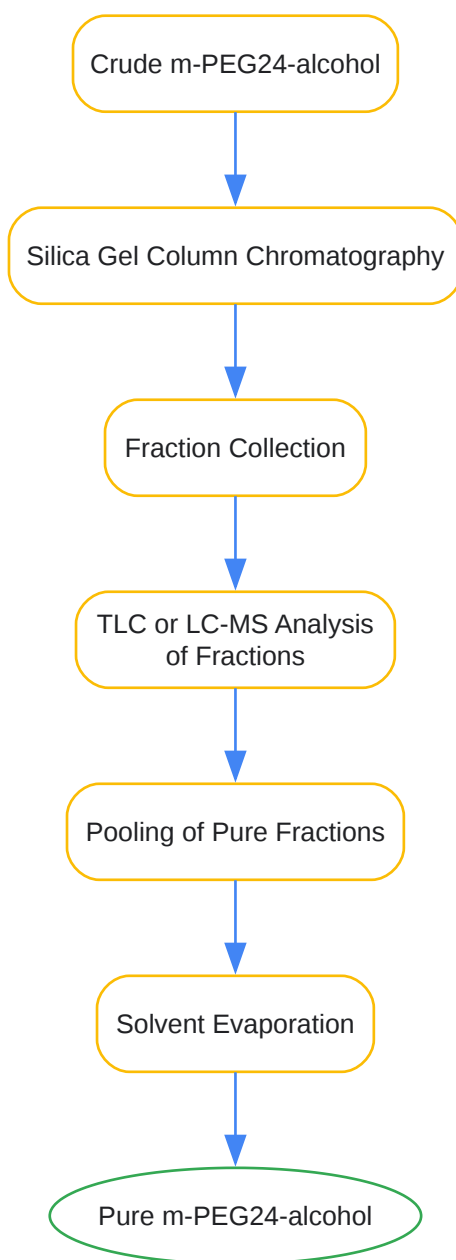 Crude m-PEG24-alcohol
Silica Gel Column Chromatography
Fraction Collection
TLC or LC-MS Analysis
of Fractions
Pooling of Pure Fractions
Solvent Evaporation
Pure m-PEG24-alcohol